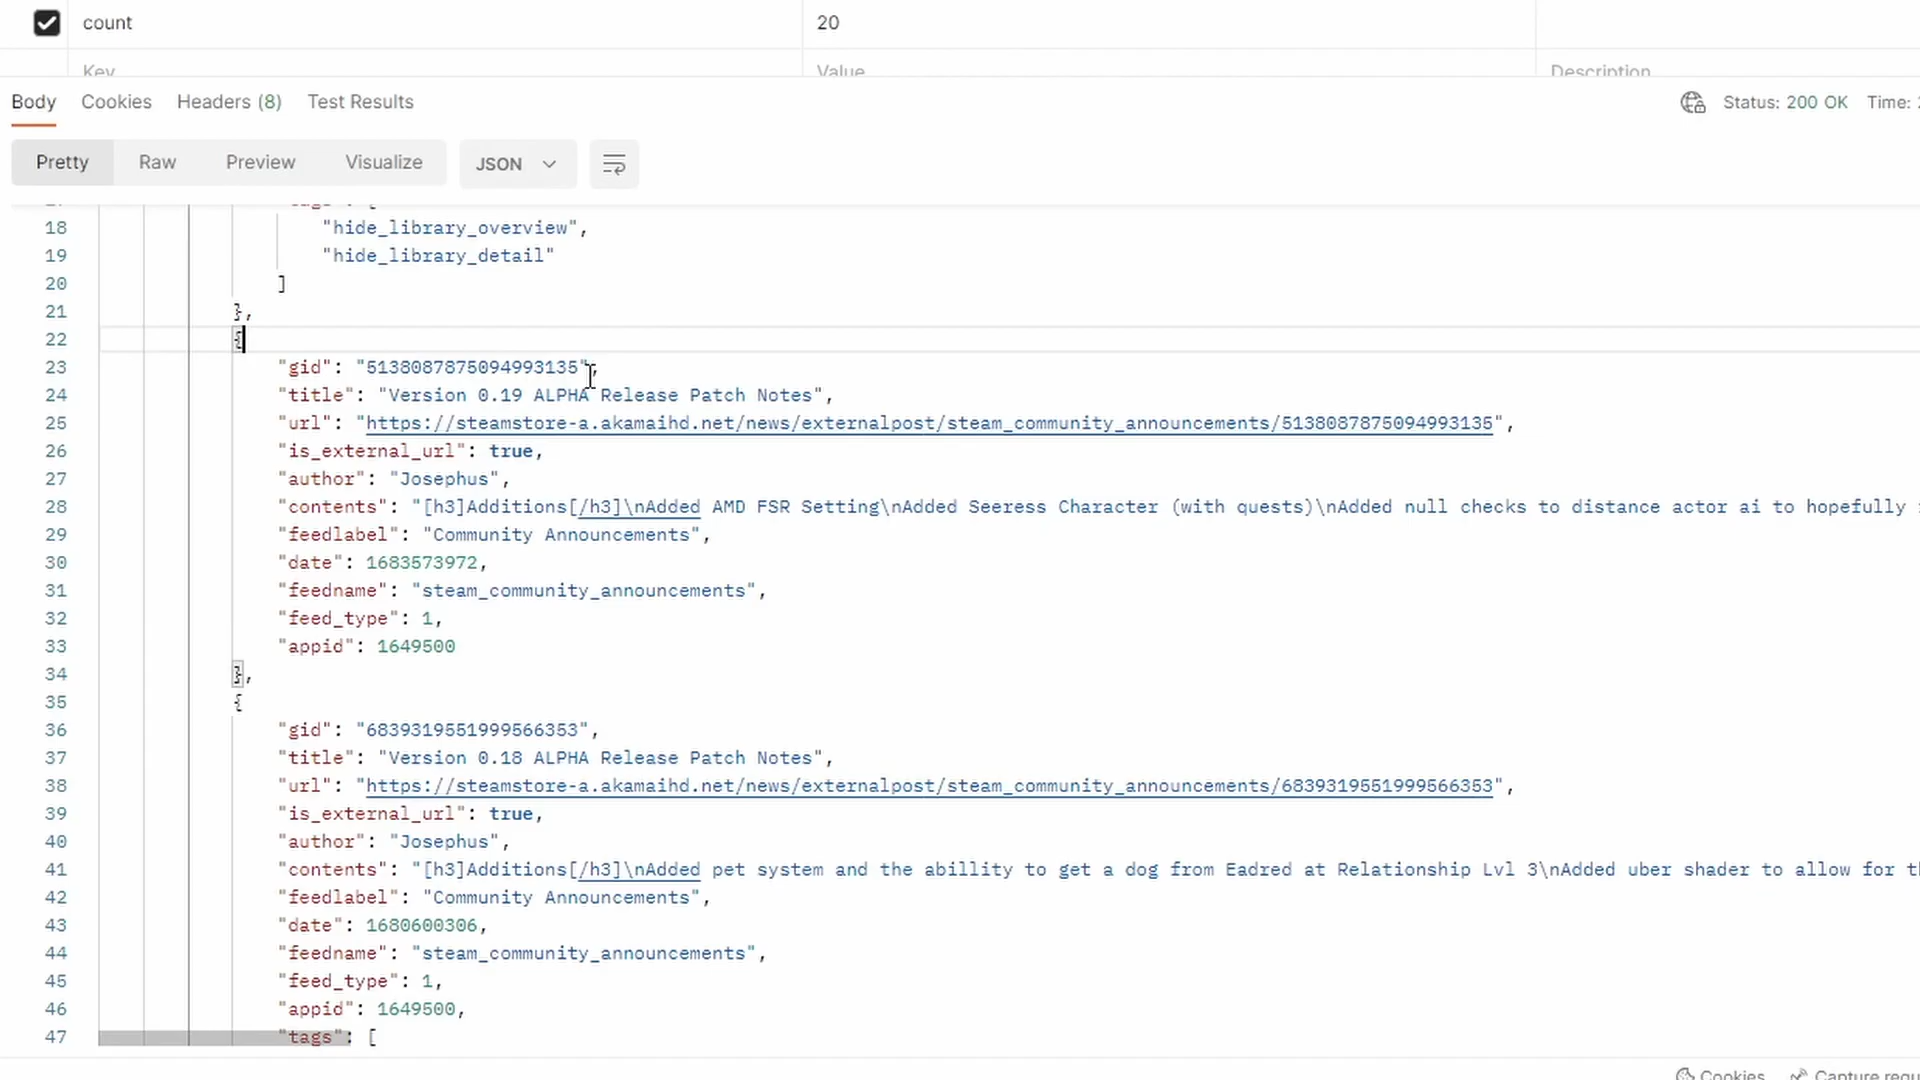 count 20
Key Value Description
Body Cookies Headers (8) Test Results Status: 200 OK Time:
Pretty Raw Preview Visualize JSON
18 "hide_library_overview",
19 "hide_library_detail"
20 ]
21 },
22 {
23 "gid": "5138087875094993135",
24 "title": "Version 0.19 ALPHA Release Patch Notes",
25 "url": "https://steamstore-a.akamaihd.net/news/externalpost/steam_community_announcements/5138087875094993135",
26 "is_external_url": true,
27 "author": "Josephus",
28 "contents": "[h3]Additions[/h3]\nAdded AMD FSR Setting\nAdded Seeress Character (with quests)\nAdded null checks to distance actor ai to hopefully
29 "feedlabel": "Community Announcements",
30 "date": 1683573972,
31 "feedname": "steam_community_announcements",
32 "feed_type": 1,
33 "appid": 1649500
34 },
35 {
36 "gid": "6839319551999566353",
37 "title": "Version 0.18 ALPHA Release Patch Notes",
38 "url": "https://steamstore-a.akamaihd.net/news/externalpost/steam_community_announcements/6839319551999566353",
39 "is_external_url": true,
40 "author": "Josephus",
41 "contents": "[h3]Additions[/h3]\nAdded pet system and the abillity to get a dog from Eadred at Relationship Lvl 3\nAdded uber shader to allow for
42 "feedlabel": "Community Announcements",
43 "date": 1680600306,
44 "feedname": "steam_community_announcements",
45 "feed_type": 1,
46 "appid": 1649500,
47 "tags": [
Cookies Capture